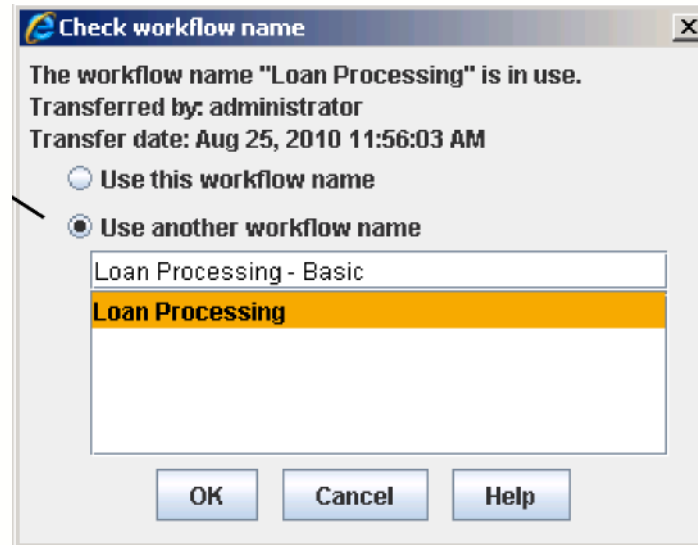 Check workflow name
The workflow name "Loan Processing" is in use.
Transferred by: administrator
Transfer date: Aug 25, 2010 11:56:03 AM
Use this workflow name
Use another workflow name
Loan Processing - Basic
Loan Processing
OK Cancel Help